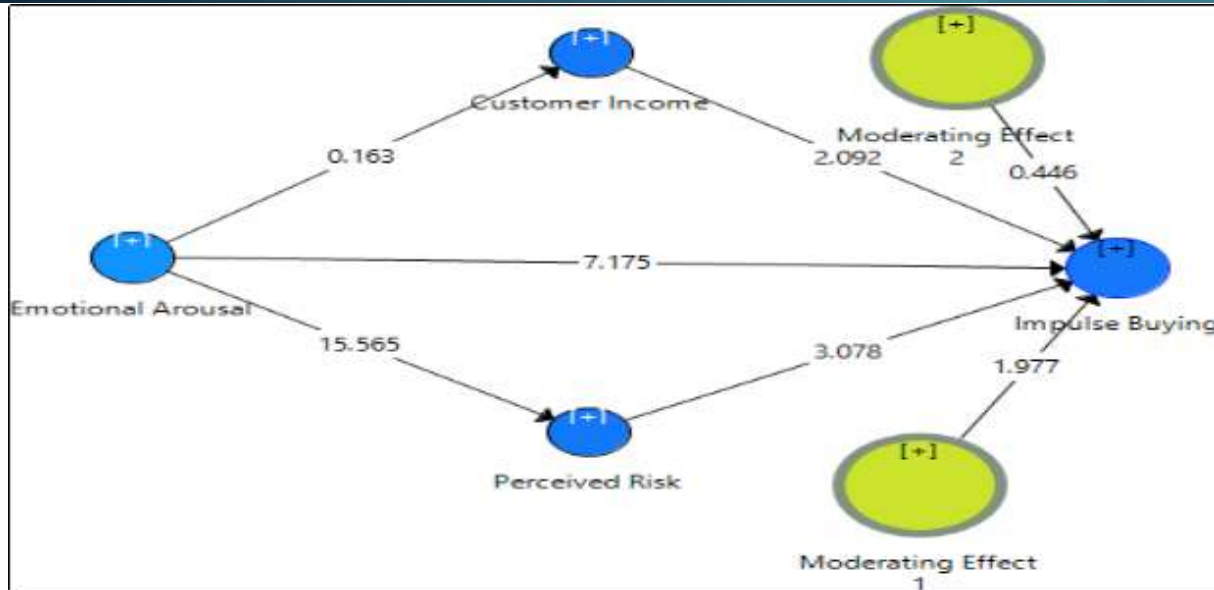 [+]
[+]
Customer Income
Moderating Effect
2
0.163
2.092
0.446
[+]
[+]
7.175
Emotional Arousal
Impulse Buying
15.565
3.078
1.977
[+]
[+]
Perceived Risk
Moderating Effect
1